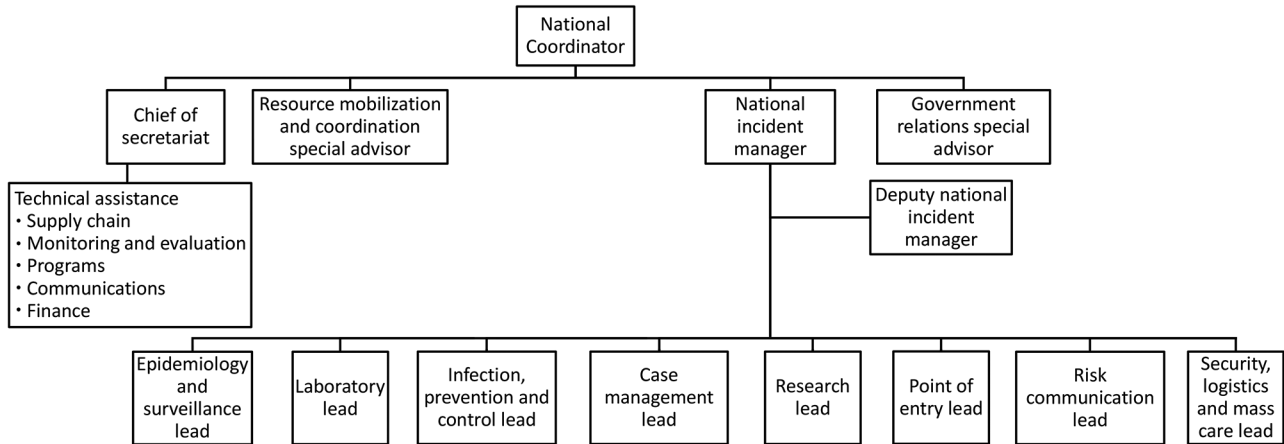 National
Coordinator
Chief of
secretariat
Resource mobilization
and coordination
special advisor
National
incident
manager
Government
relations special
advisor
Technical assistance
• Supply chain
• Monitoring and evaluation
• Programs
• Communications
• Finance
Deputy national
incident
manager
Epidemiology
and
surveillance
lead
Laboratory
lead
Infection,
prevention and
control lead
Case
management
lead
Research
lead
Point of
entry lead
Risk
communication
lead
Security,
logistics
and mass
care lead